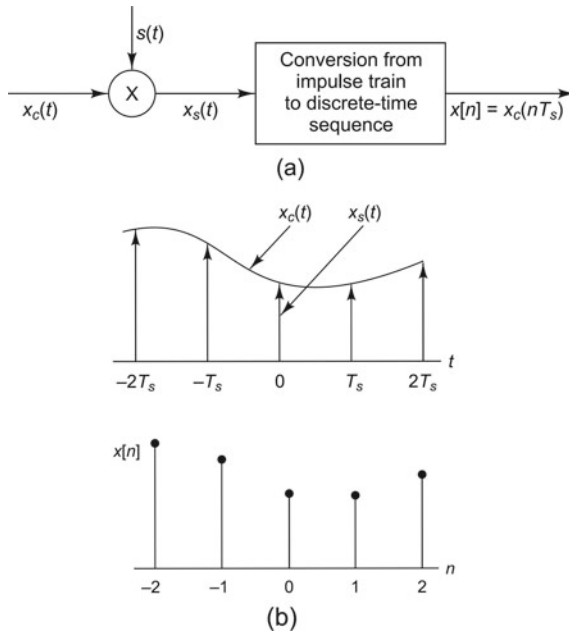 s(t)
Conversion from
impulse train
to discrete-time
sequence
X
x_c(t)
x_s(t)
x[n] = x_c(nT_s)
(a)
x_c(t)
x_s(t)
t
–2T_s –T_s 0 T_s 2T_s
x[n]
n
–2 –1 0 1 2
(b)